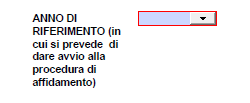 ANNO DI
RIFERIMENTO (in
cui si prevede di
dare avvio alla
procedura di
affidamento)